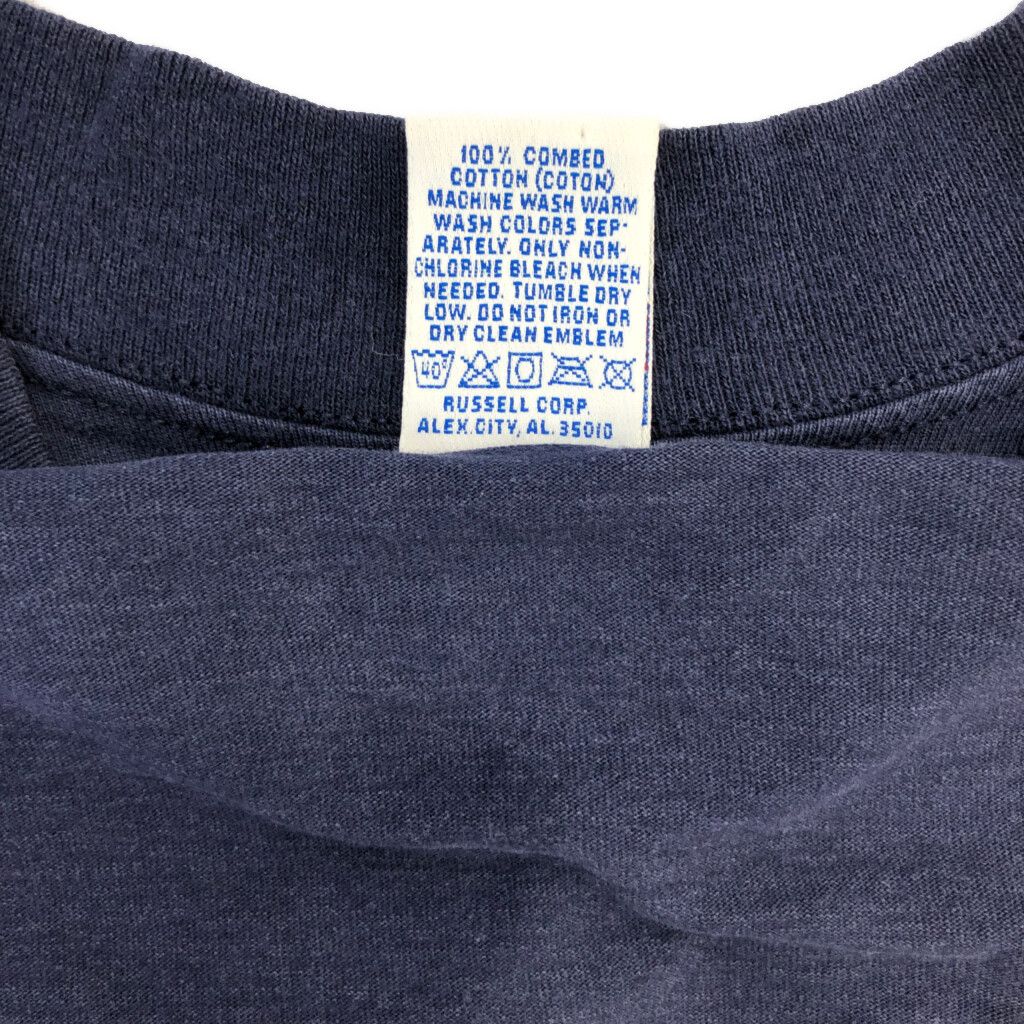 100% COMBED
COTTON (COTON)
MACHINE WASH WARM
WASH COLORS SEP-
ARATELY. ONLY NON-
CHLORINE BLEACH WHEN
NEEDED. TUMBLE DRY
LOW. DO NOT IRON OR
DRY CLEAN EMBLEM
40°
RUSSELL CORP.
ALEX.CITY, AL. 35010